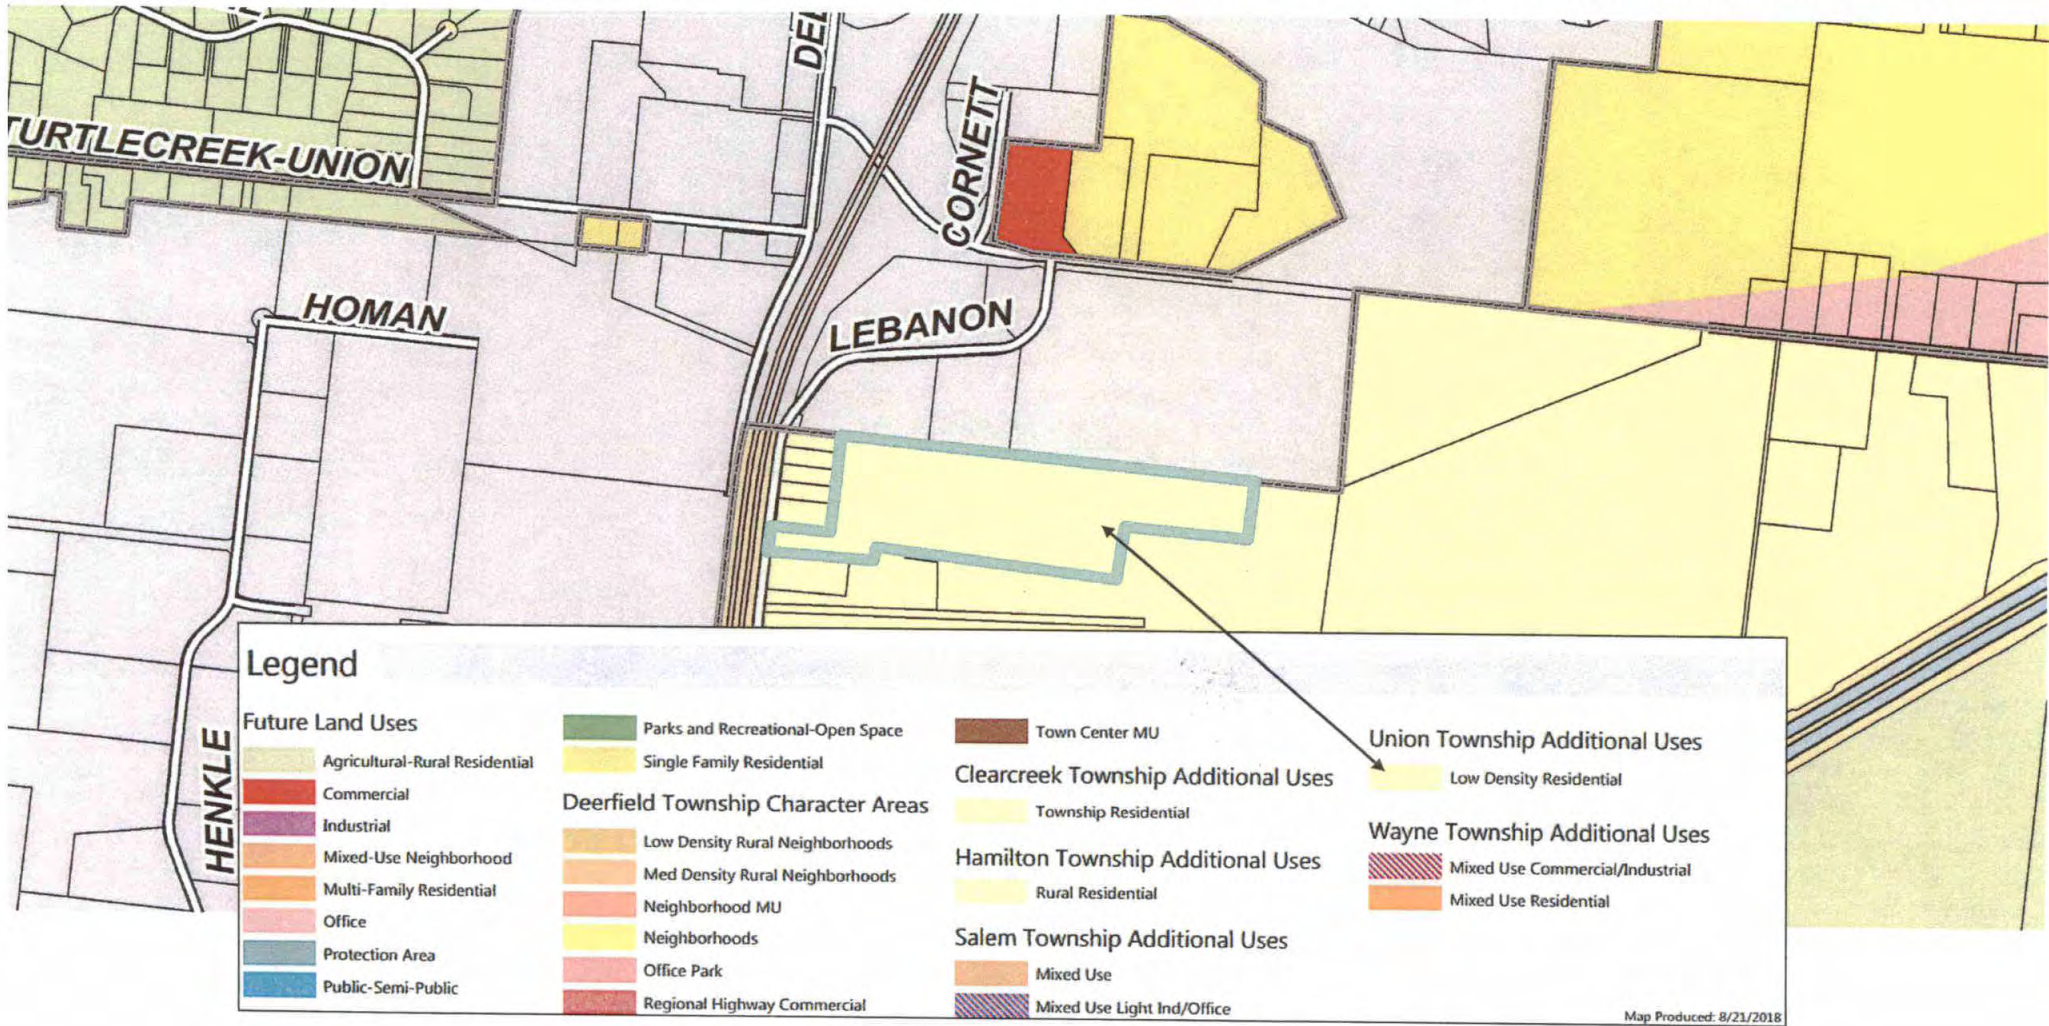 DEL
TURTLECREEK-UNION
CORNETT
HOMAN
LEBANON
HENKLE
Legend
Future Land Uses
Agricultural-Rural Residential
Commercial
Industrial
Mixed-Use Neighborhood
Multi-Family Residential
Office
Protection Area
Public-Semi-Public
Parks and Recreational-Open Space
Single Family Residential
Deerfield Township Character Areas
Low Density Rural Neighborhoods
Med Density Rural Neighborhoods
Neighborhood MU
Neighborhoods
Office Park
Regional Highway Commercial
Town Center MU
Clearcreek Township Additional Uses
Township Residential
Hamilton Township Additional Uses
Rural Residential
Salem Township Additional Uses
Mixed Use
Mixed Use Light Ind/Office
Union Township Additional Uses
Low Density Residential
Wayne Township Additional Uses
Mixed Use Commercial/Industrial
Mixed Use Residential
Map Produced: 8/21/2018